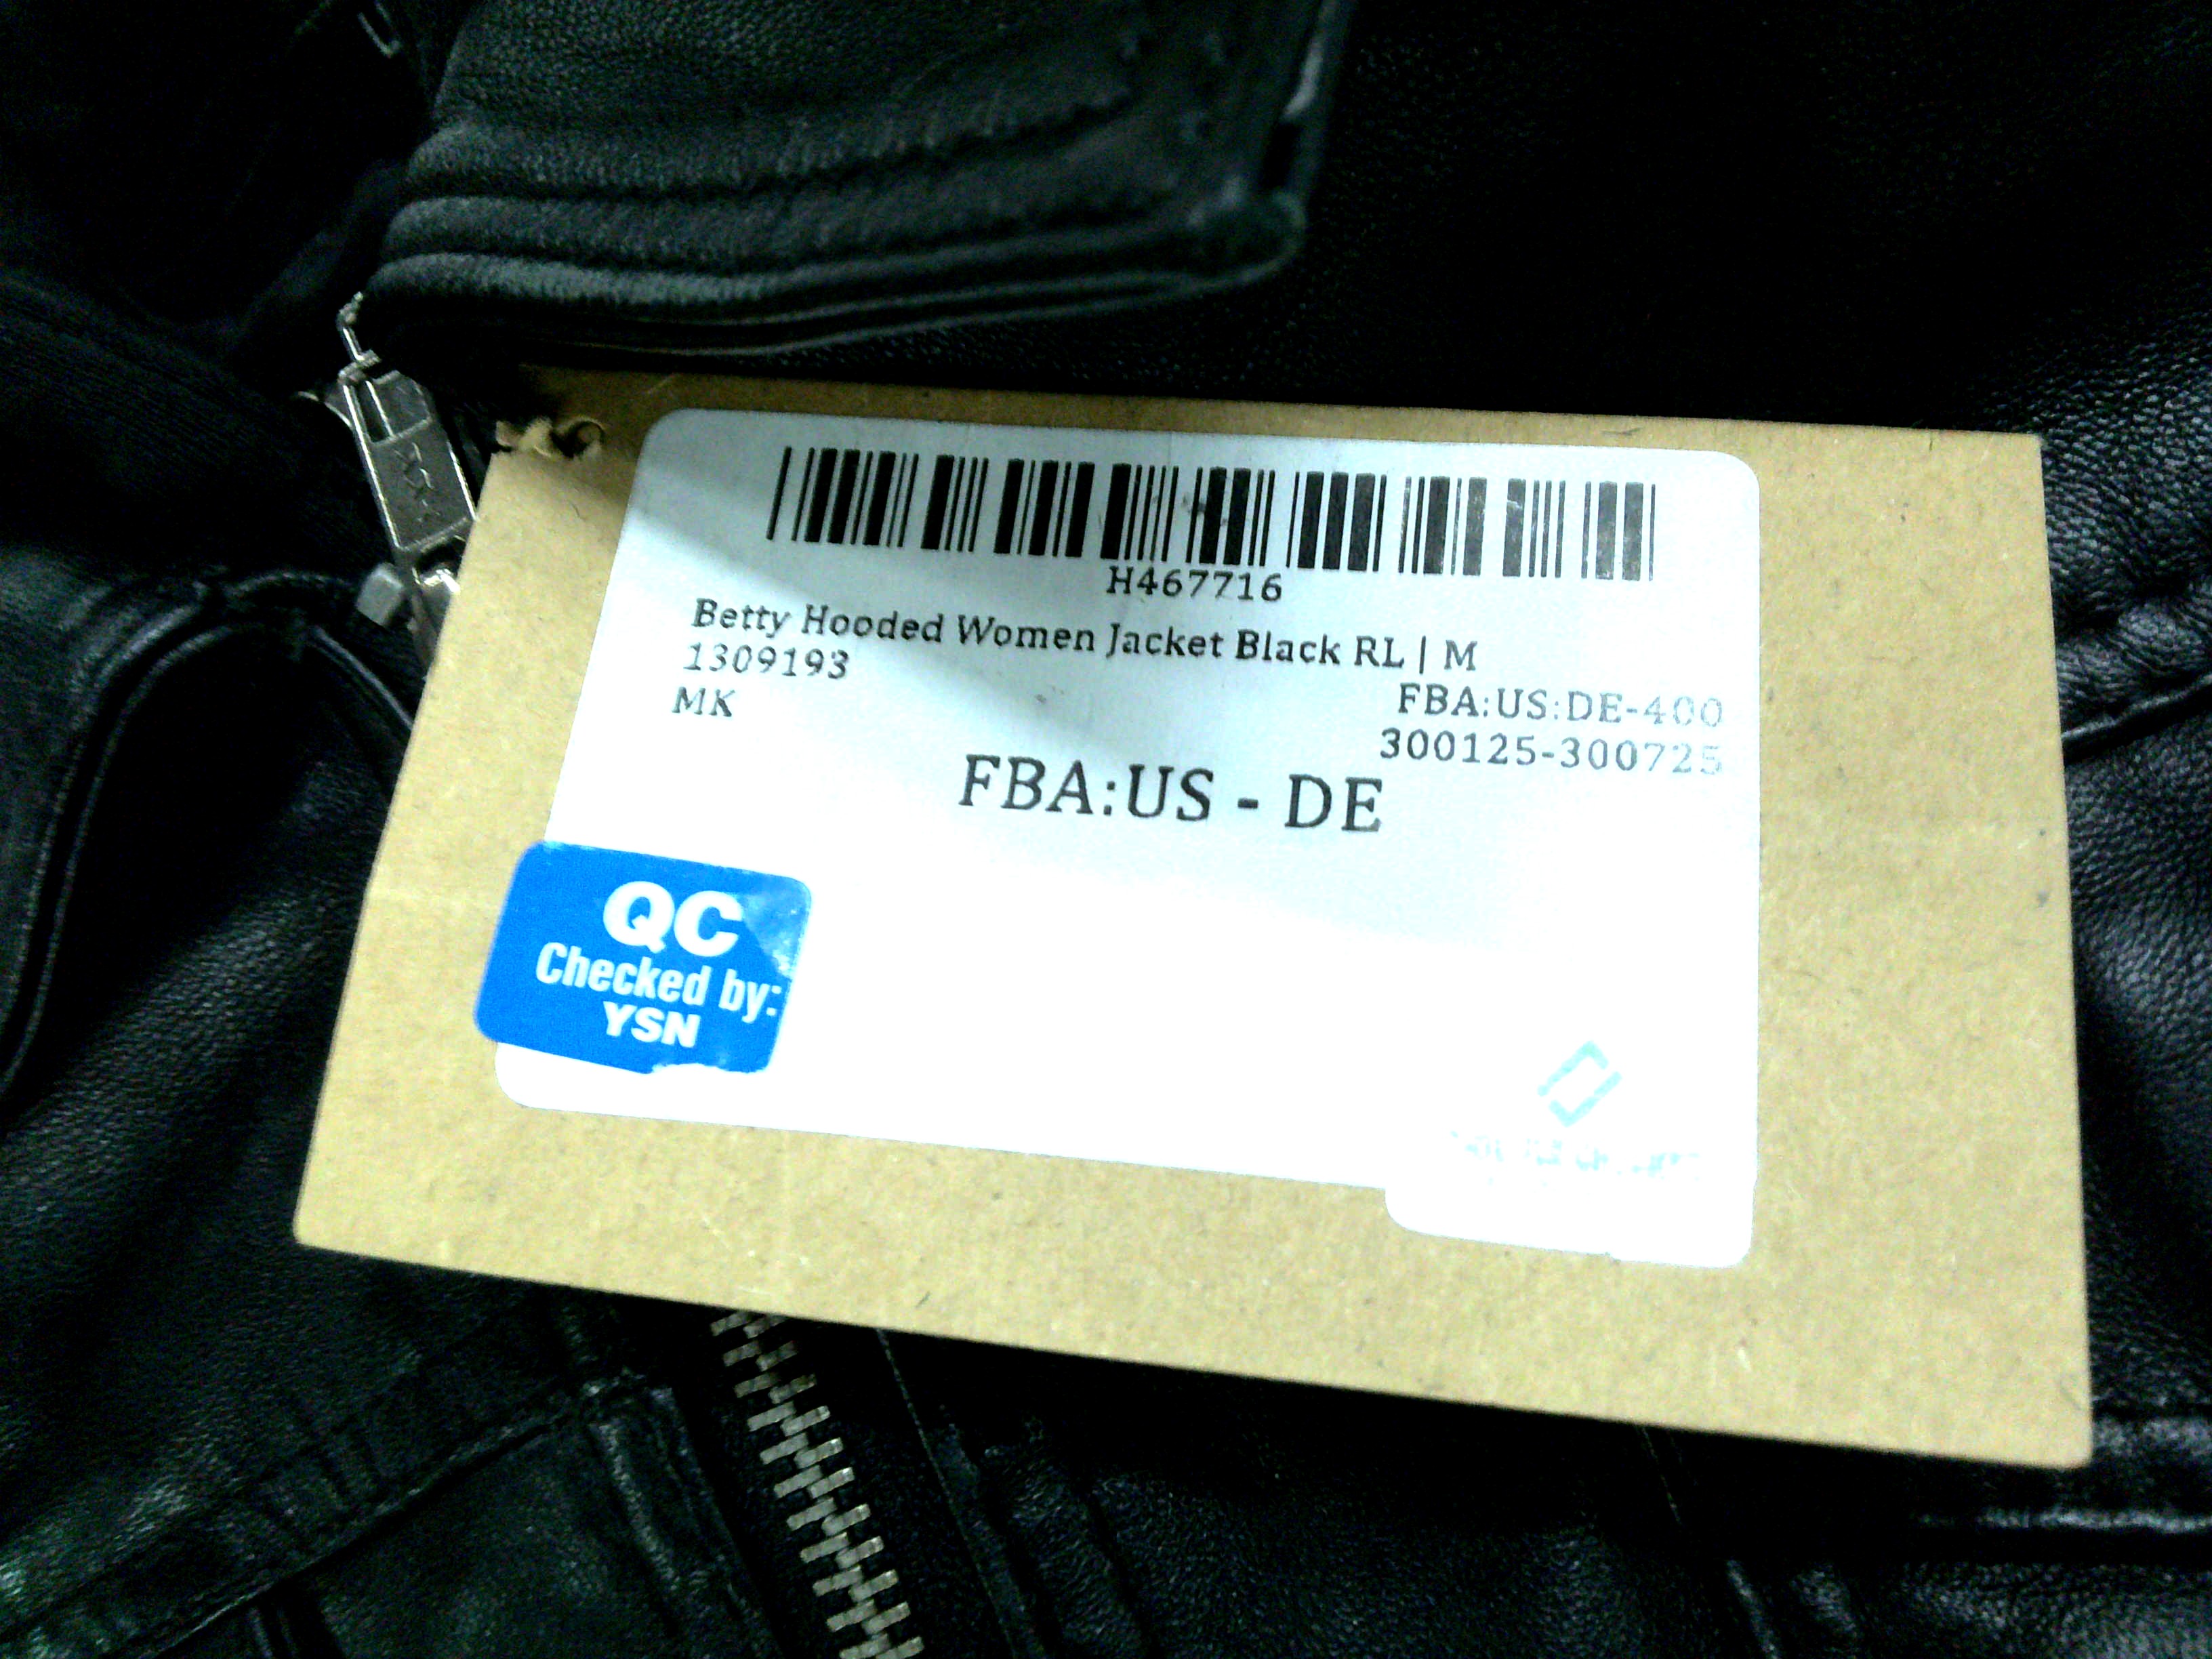 H467716
Betty Hooded Women Jacket Black RL | M
1309193
FBA:US:DE-400
MK
300125-300725
FBA:US - DE
QC
Checked by:
YSN